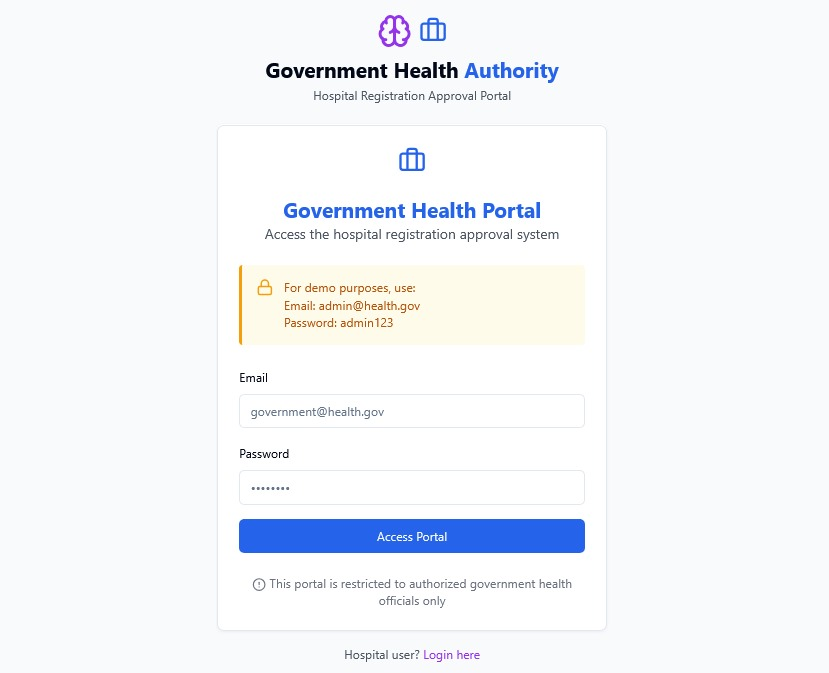 Government Health Authority
Hospital Registration Approval Portal
Government Health Portal
Access the hospital registration approval system
For demo purposes, use:
Email: admin@health.gov
Password: admin123
Email
government@health.gov
Password
••••••••
Access Portal
This portal is restricted to authorized government health
officials only
Hospital user? Login here